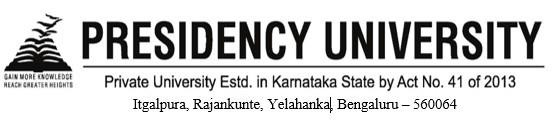 PRESIDENCY UNIVERSITY
GAIN MORE KNOWLEDGE
REACH GREATER HEIGHTS
Private University Estd. in Karnataka State by Act No. 41 of 2013
Itgalpura, Rajankunte, Yelahanka, Bengaluru – 560064